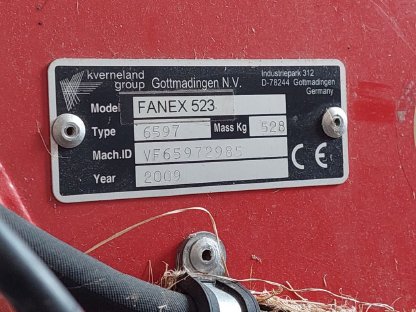 kverneland
group Gottmadingen N.V.
Industriepark 312
D-78244 Gottmadingen
Germany
Model FANEX 523
Type 6597 Mass Kg 528
Mach.ID VF65972985
Year 2009
CE